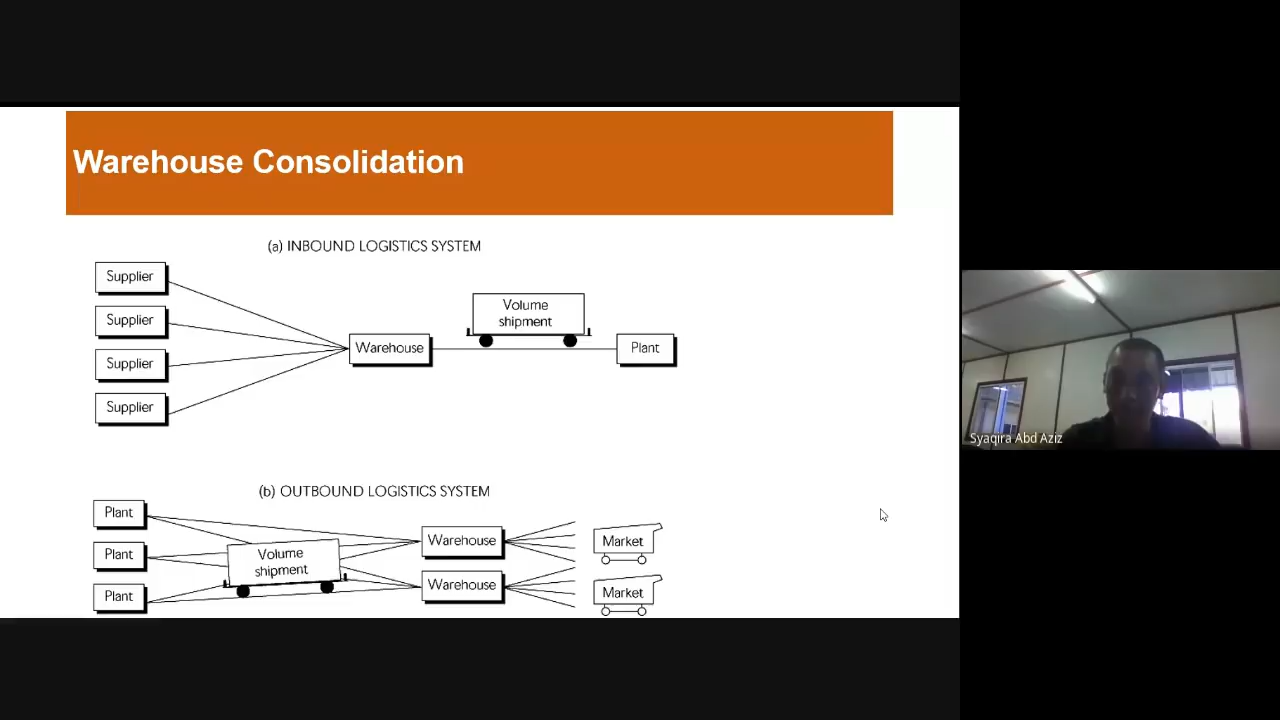 Warehouse Consolidation
(a) INBOUND LOGISTICS SYSTEM
Supplier
Supplier
Supplier
Supplier
Warehouse
Volume
shipment
Plant
(b) OUTBOUND LOGISTICS SYSTEM
Plant
Plant
Plant
Volume
shipment
Warehouse
Warehouse
Market
Market
Syaqira Abd Aziz